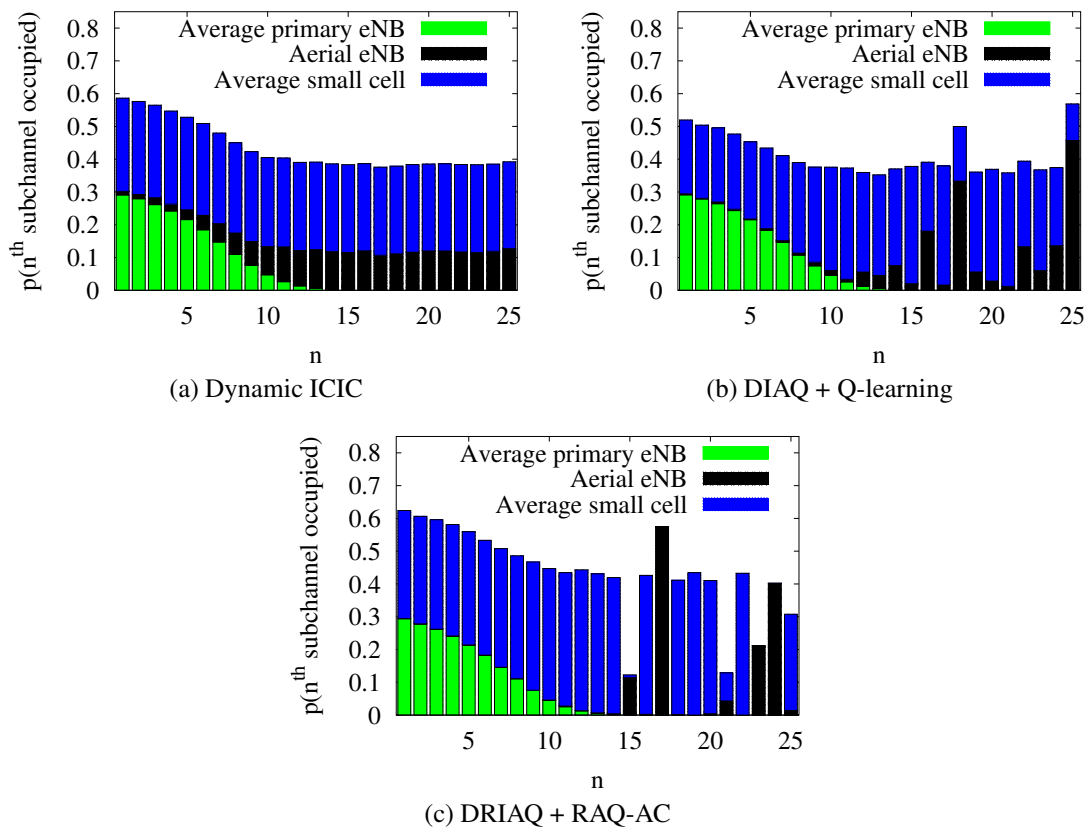 0.8
0.7
0.6
0.5
0.4
0.3
0.2
0.1
0
p(nth subchannel occupied)
Average primary eNB
Aerial eNB
Average small cell
5 10 15 20 25
n
(a) Dynamic ICIC
0.8
0.7
0.6
0.5
0.4
0.3
0.2
0.1
0
p(nth subchannel occupied)
Average primary eNB
Aerial eNB
Average small cell
5 10 15 20 25
n
(b) DIAQ + Q-learning
0.8
0.7
0.6
0.5
0.4
0.3
0.2
0.1
0
p(nth subchannel occupied)
Average primary eNB
Aerial eNB
Average small cell
5 10 15 20 25
n
(c) DRIAQ + RAQ-AC